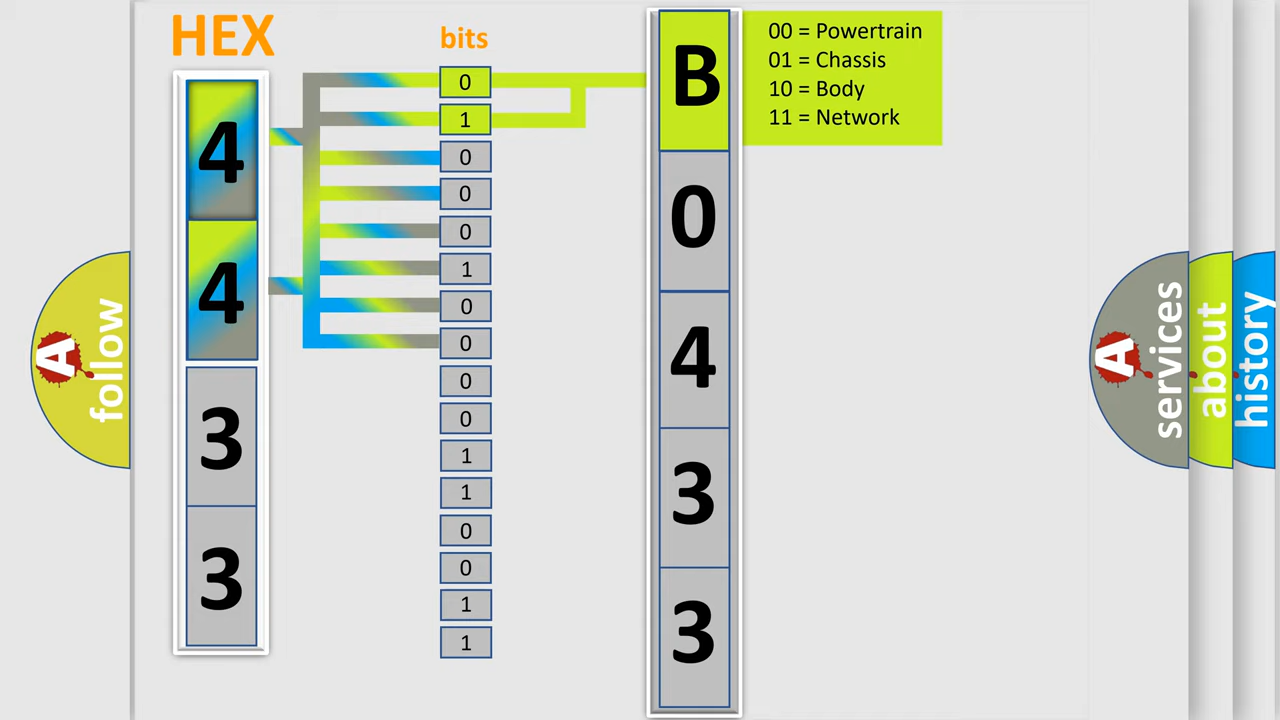 HEX
bits
4
4
3
3
0
1
0
0
0
1
0
0
0
0
1
1
0
0
1
1
B
0
4
3
3
00 = Powertrain
01 = Chassis
10 = Body
11 = Network
A
follow
A
services
about
history